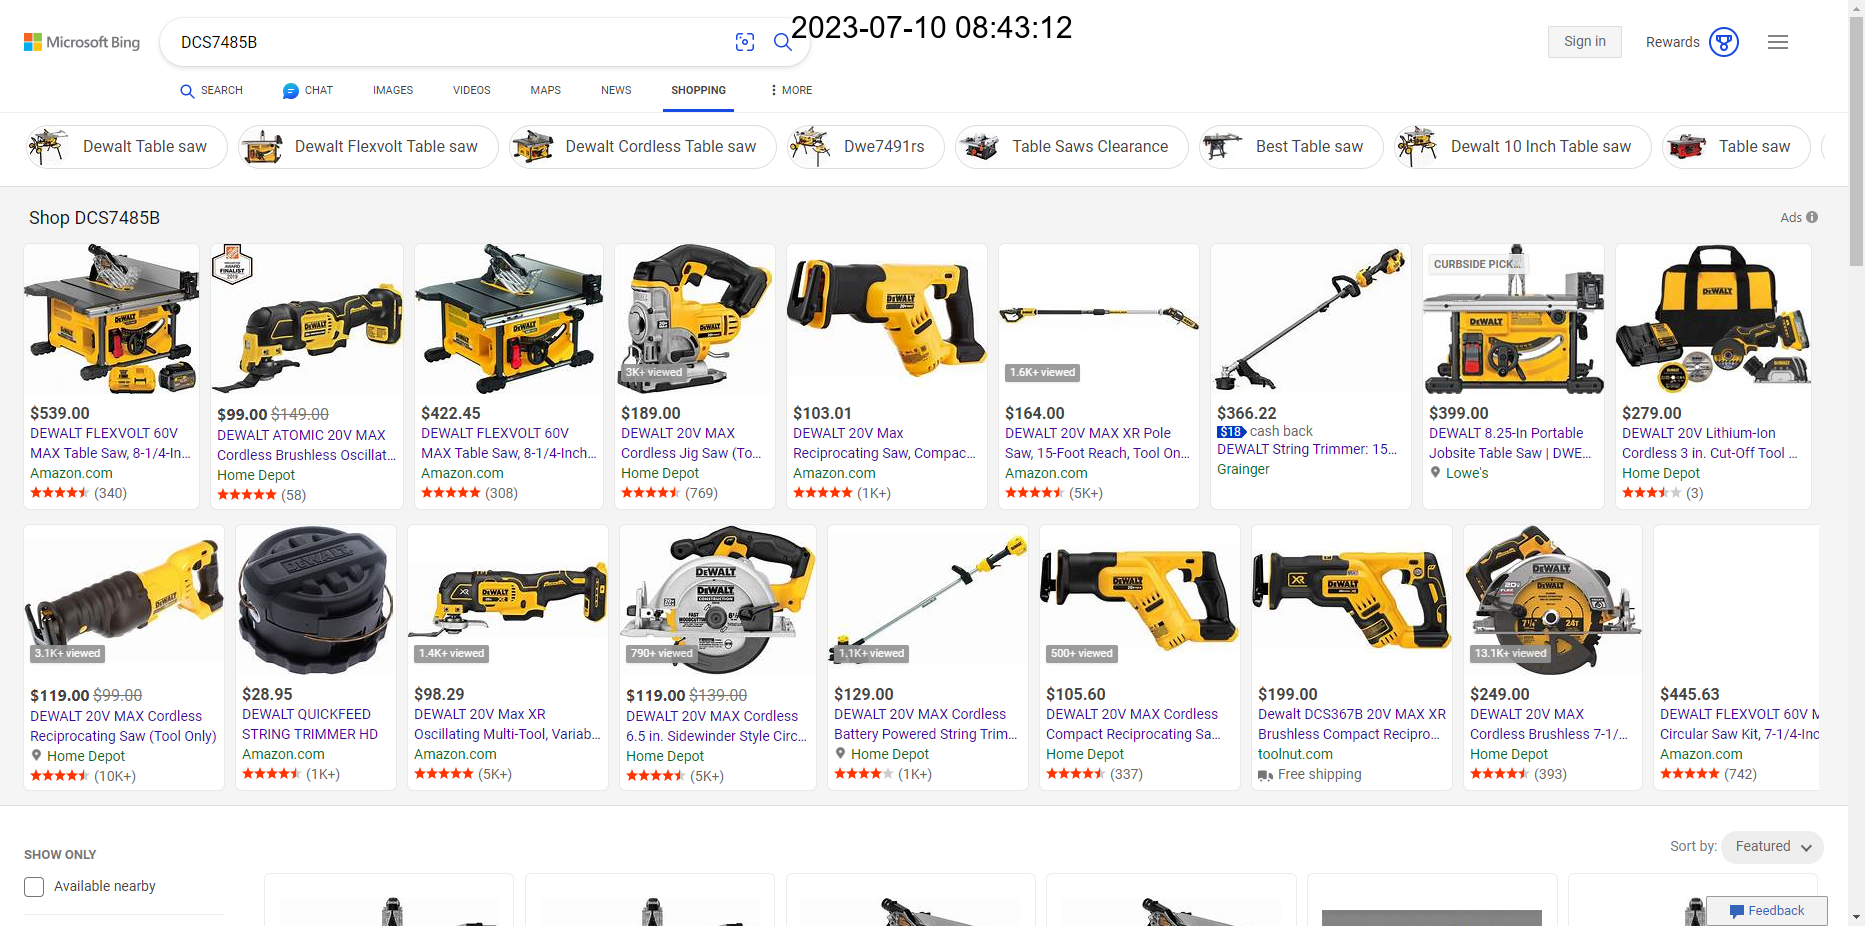 Microsoft Bing
DCS7485B
2023-07-10 08:43:12
Sign in
Rewards
SEARCH
CHAT
IMAGES
VIDEOS
MAPS
NEWS
SHOPPING
MORE
Dewalt Table saw
Dewalt Flexvolt Table saw
Dewalt Cordless Table saw
Dwe7491rs
Table Saws Clearance
Best Table saw
Dewalt 10 Inch Table saw
Table saw
Shop DCS7485B
Ads
$539.00
DEWALT FLEXVOLT 60V
MAX Table Saw, 8-1/4-In...
Amazon.com
(340)
$99.00 $149.00
DEWALT ATOMIC 20V MAX
Cordless Brushless Oscillat...
Home Depot
(58)
$422.45
DEWALT FLEXVOLT 60V
MAX Table Saw, 8-1/4-Inch...
Amazon.com
(308)
3K+ viewed
$189.00
DEWALT 20V MAX
Cordless Jig Saw (To...
Home Depot
(769)
$103.01
DEWALT 20V Max
Reciprocating Saw, Compac...
Amazon.com
(1K+)
1.6K+ viewed
$164.00
DEWALT 20V MAX XR Pole
Saw, 15-Foot Reach, Tool On...
Amazon.com
(5K+)
$366.22
$18 cash back
DEWALT String Trimmer: 15...
Grainger
CURBSIDE PICK...
$399.00
DEWALT 8.25-In Portable
Jobsite Table Saw | DWE...
Lowe's
$279.00
DEWALT 20V Lithium-Ion
Cordless 3 in. Cut-Off Tool ...
Home Depot
(3)
3.1K+ viewed
$119.00 $99.00
DEWALT 20V MAX Cordless
Reciprocating Saw (Tool Only)
Home Depot
(10K+)
$28.95
DEWALT QUICKFEED
STRING TRIMMER HD
Amazon.com
(1K+)
1.4K+ viewed
$98.29
DEWALT 20V Max XR
Oscillating Multi-Tool, Variab...
Amazon.com
(5K+)
790+ viewed
$119.00 $139.00
DEWALT 20V MAX Cordless
6.5 in. Sidewinder Style Circ...
Home Depot
(5K+)
1.1K+ viewed
$129.00
DEWALT 20V MAX Cordless
Battery Powered String Trim...
Home Depot
(1K+)
500+ viewed
$105.60
DEWALT 20V MAX Cordless
Compact Reciprocating Sa...
Home Depot
(337)
$199.00
Dewalt DCS367B 20V MAX XR
Brushless Compact Recipro...
toolnut.com
Free shipping
13.1K+ viewed
$249.00
DEWALT 20V MAX
Cordless Brushless 7-1/...
Home Depot
(393)
$445.63
DEWALT FLEXVOLT 60V M
Circular Saw Kit, 7-1/4-Inc
Amazon.com
(742)
SHOW ONLY
Available nearby
Sort by: Featured
Feedback